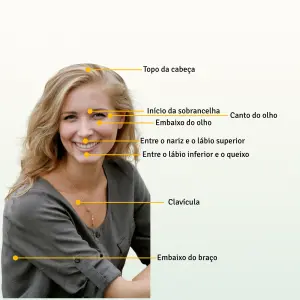 Topo da cabeça
Início da sobrancelha
Canto do olho
Embaixo do olho
Entre o nariz e o lábio superior
Entre o lábio inferior e o queixo
Clavícula
Embaixo do braço